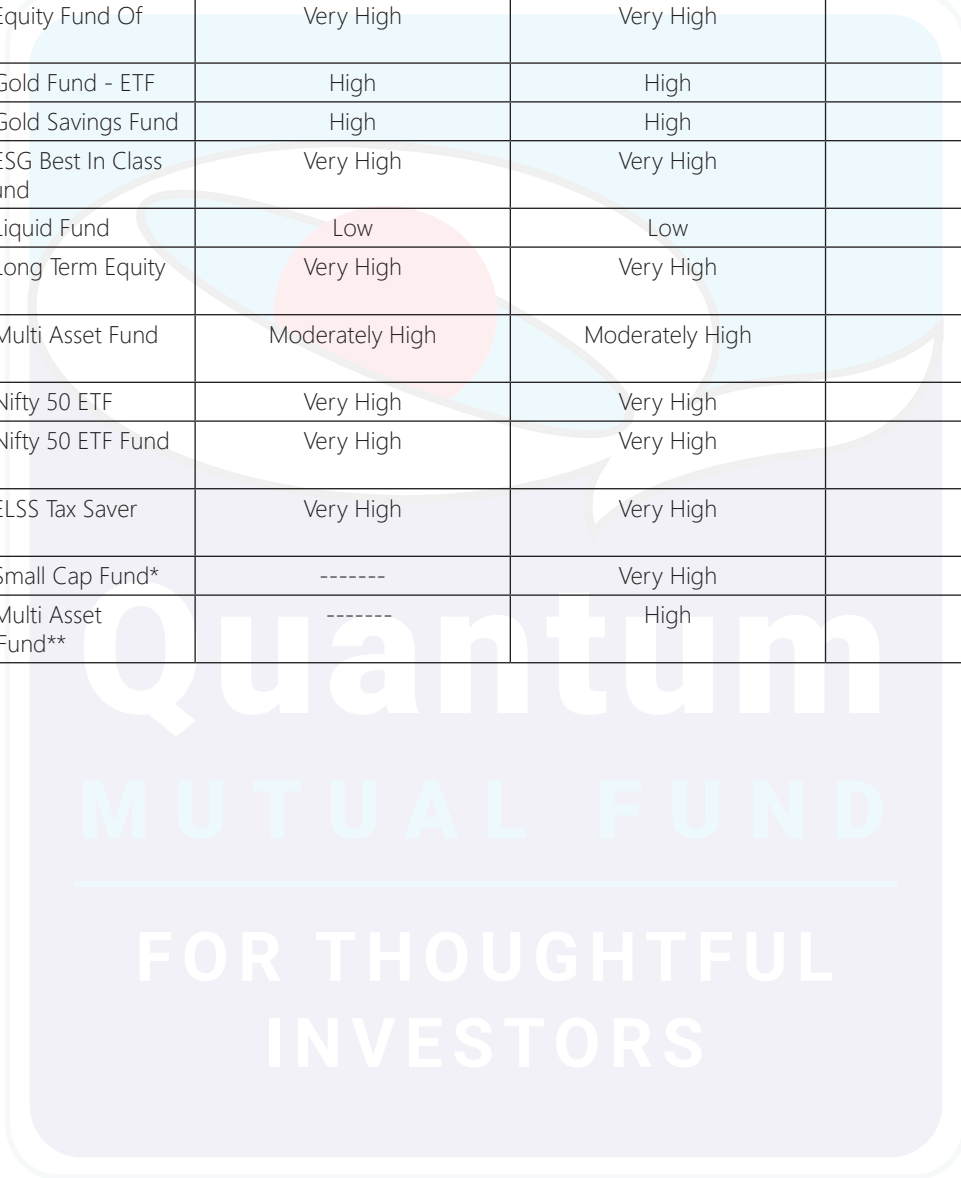 Equity Fund Of Very High Very High
Gold Fund - ETF High High
Gold Savings Fund High High
ESG Best In Class Very High Very High
und
Liquid Fund Low Low
Long Term Equity Very High Very High
Multi Asset Fund Moderately High Moderately High
Nifty 50 ETF Very High Very High
Nifty 50 ETF Fund Very High Very High
ELSS Tax Saver Very High Very High
Small Cap Fund* ------- Very High
Multi Asset ------- High
Fund**
Quantum
MUTUAL FUND
FOR THOUGHTFUL
INVESTORS